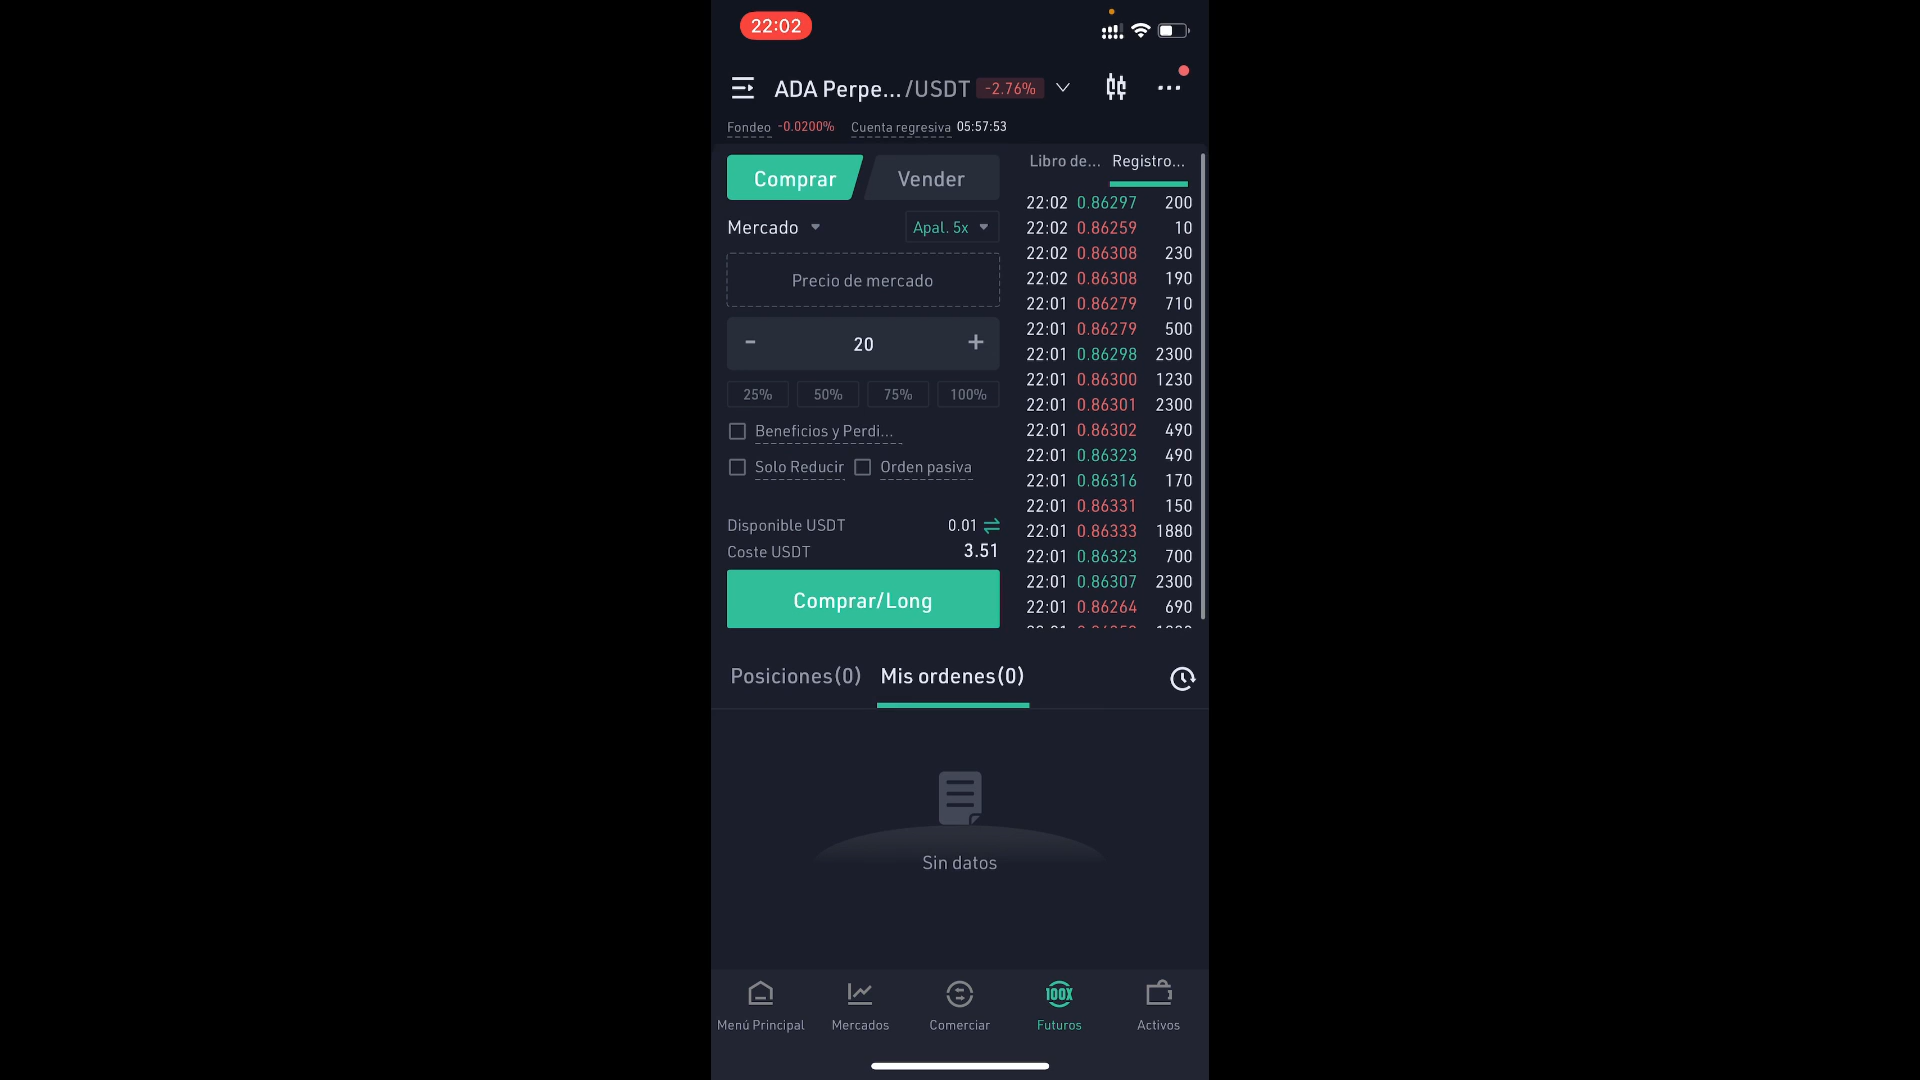 22:02
ADA Perpe... /USDT -2.76%
Fondeo -0.0200% Cuenta regresiva 05:57:53
Comprar Vender
Mercado Apal. 5x
Precio de mercado
- 20 +
25% 50% 75% 100%
Beneficios y Perdi...
Solo Reducir Orden pasiva
Disponible USDT 0.01
Coste USDT 3.51
Comprar/Long
Libro de... Registro...
22:02 0.86297 200
22:02 0.86259 10
22:02 0.86308 230
22:02 0.86308 190
22:01 0.86279 710
22:01 0.86279 500
22:01 0.86298 2300
22:01 0.86300 1230
22:01 0.86301 2300
22:01 0.86302 490
22:01 0.86323 490
22:01 0.86316 170
22:01 0.86331 150
22:01 0.86333 1880
22:01 0.86323 700
22:01 0.86307 2300
22:01 0.86264 690
Posiciones(0) Mis ordenes(0)
Sin datos
100X
Menú Principal Mercados Comerciar Futuros Activos